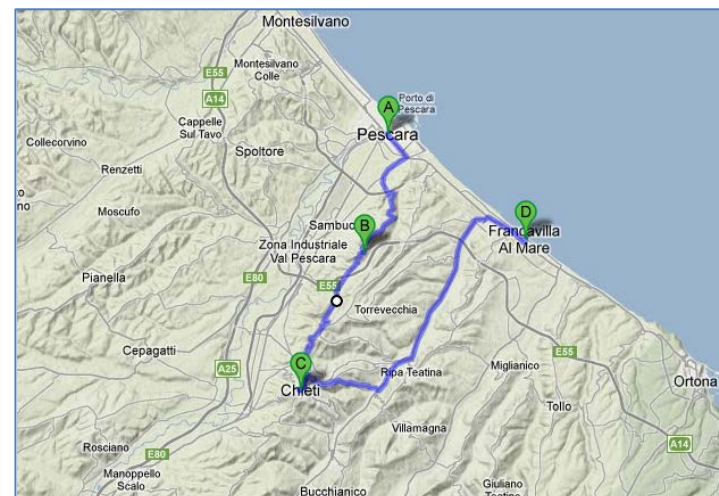 Montesilvano
Montesilvano
Colle
E55
A14
Cappelle
Sul Tavo
A
Porto di
Pescara
Pescara
Collecorvino
Spoltore
Renzetti
Moscufo
Sambuc
B
D
Francavilla
Al Mare
Zona Industriale
Val Pescara
Pianella
E80
E55
Torrevecchia
Cepagatti
A25
C
Chieti
Ripa Teatina
Miglianico
E55
Ortona
Tollo
Villamagna
A14
Rosciano
E80
Manoppello
Scalo
Bucchianico
Giuliano
Teatino